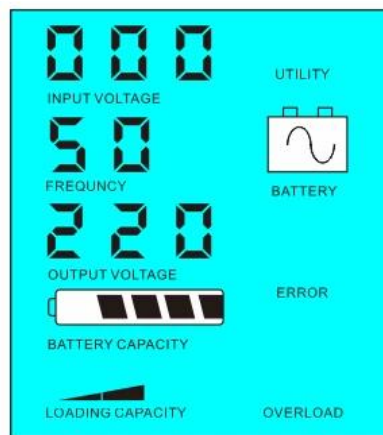 000
INPUT VOLTAGE
UTILITY
50
FREQUNCY
BATTERY
220
OUTPUT VOLTAGE
ERROR
BATTERY CAPACITY
LOADING CAPACITY
OVERLOAD